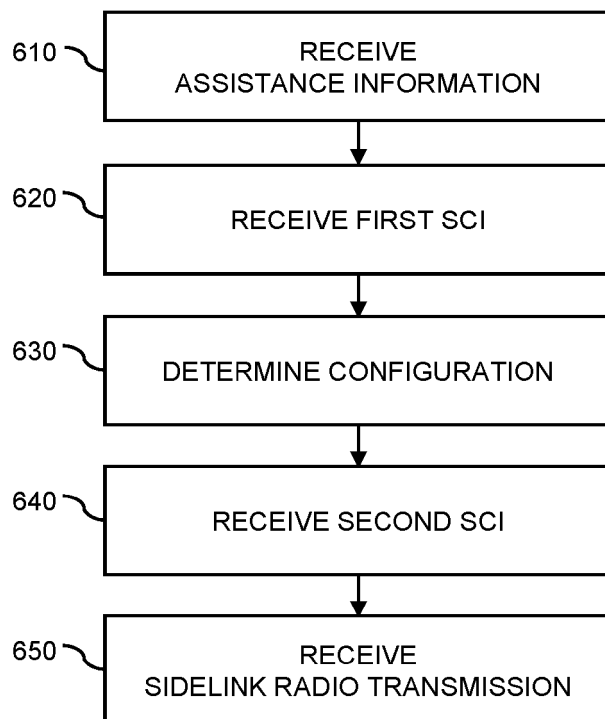 610
RECEIVE
ASSISTANCE INFORMATION
620
RECEIVE FIRST SCI
630
DETERMINE CONFIGURATION
640
RECEIVE SECOND SCI
650
RECEIVE
SIDELINK RADIO TRANSMISSION